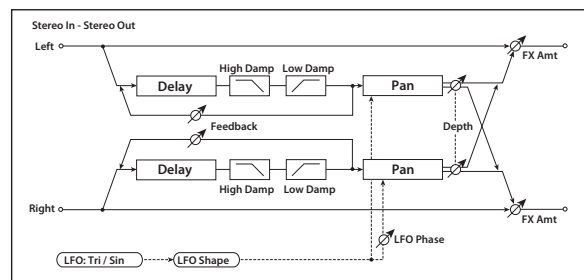 Stereo In - Stereo Out
Left
FX Amt
High Damp Low Damp
Delay
Pan
Feedback
Depth
Delay
Pan
High Damp Low Damp
Right
FX Amt
LFO Phase
LFO: Tri / Sin
LFO Shape